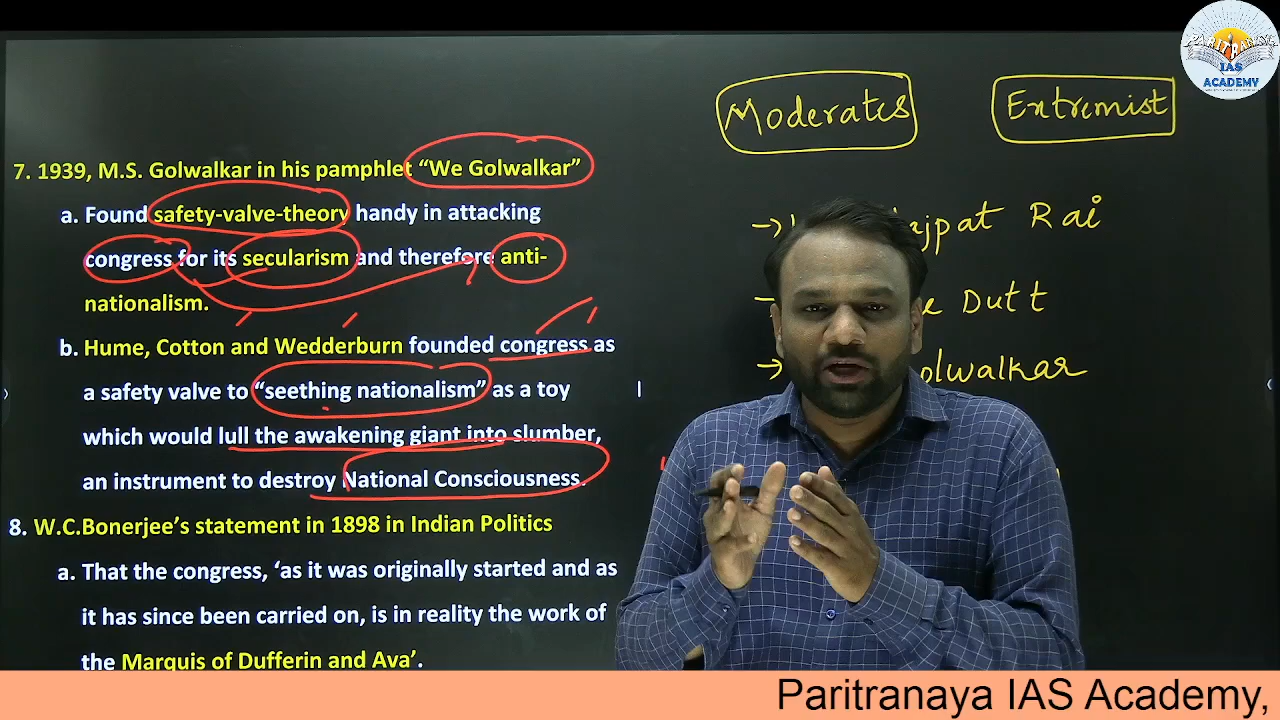 PARITRANAYA
IAS
ACADEMY
Moderates
Extremist
7. 1939, M.S. Golwalkar in his pamphlet “We Golwalkar”
a. Found safety-valve-theory handy in attacking
congress for its secularism and therefore anti-
nationalism.
b. Hume, Cotton and Wedderburn founded congress as
a safety valve to “seething nationalism” as a toy
which would lull the awakening giant into slumber,
an instrument to destroy National Consciousness.
8. W.C.Bonerjee’s statement in 1898 in Indian Politics
a. That the congress, ‘as it was originally started and as
it has since been carried on, is in reality the work of
the Marquis of Dufferin and Ava’.
Rai
Dutt
Paritranaya IAS Academy,